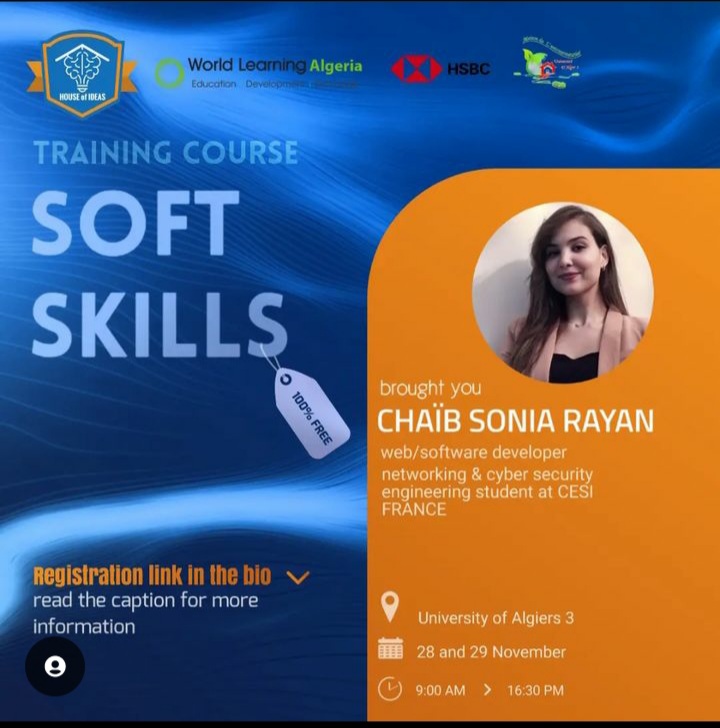 HOUSE of IDEAS
World Learning Algeria
Education Development
HSBC
TRAINING COURSE
SOFT
SKILLS
100% FREE
brought you
CHAÏB SONIA RAYAN
web/software developer
networking & cyber security
engineering student at CESI
FRANCE
Registration link in the bio
read the caption for more
information
University of Algiers 3
28 and 29 November
9:00 AM > 16:30 PM